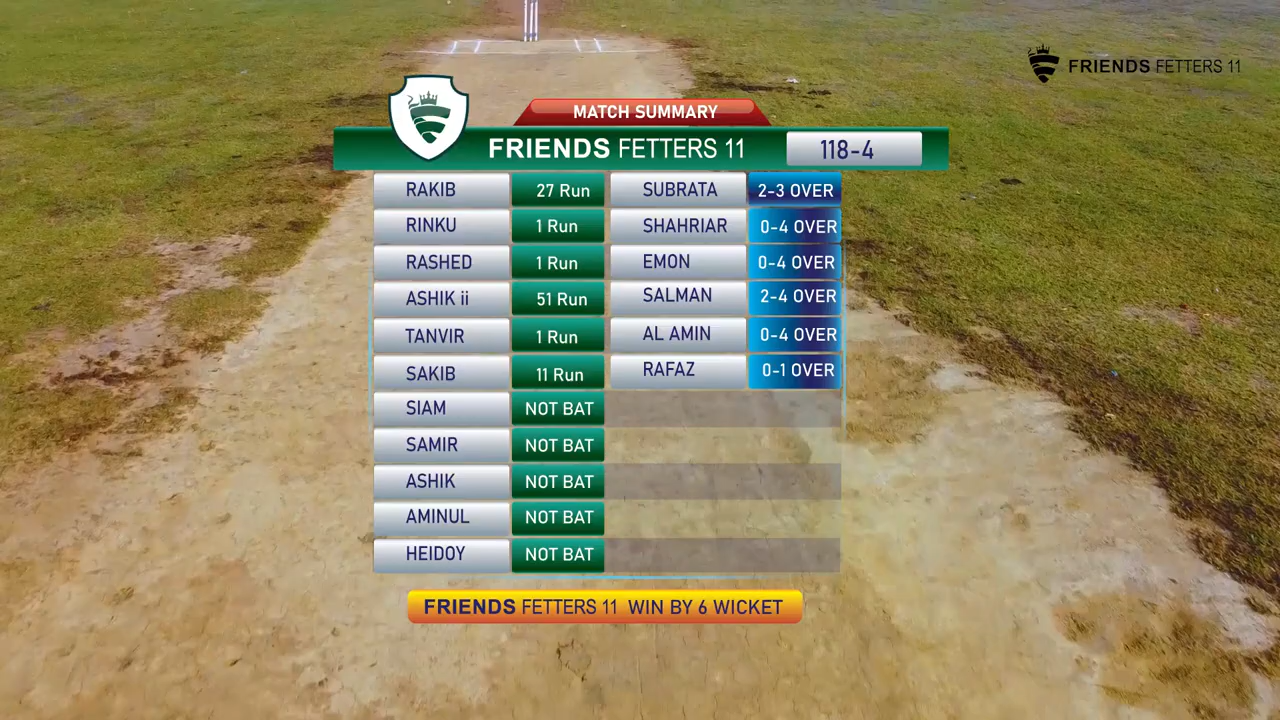 FRIENDS FETTERS 11
MATCH SUMMARY
FRIENDS FETTERS 11 118-4
RAKIB 27 Run SUBRATA 2-3 OVER
RINKU 1 Run SHAHRIAR 0-4 OVER
RASHED 1 Run EMON 0-4 OVER
ASHIK ii 51 Run SALMAN 2-4 OVER
TANVIR 1 Run AL AMIN 0-4 OVER
SAKIB 11 Run RAFAZ 0-1 OVER
SIAM NOT BAT
SAMIR NOT BAT
ASHIK NOT BAT
AMINUL NOT BAT
HEIDOY NOT BAT
FRIENDS FETTERS 11 WIN BY 6 WICKET